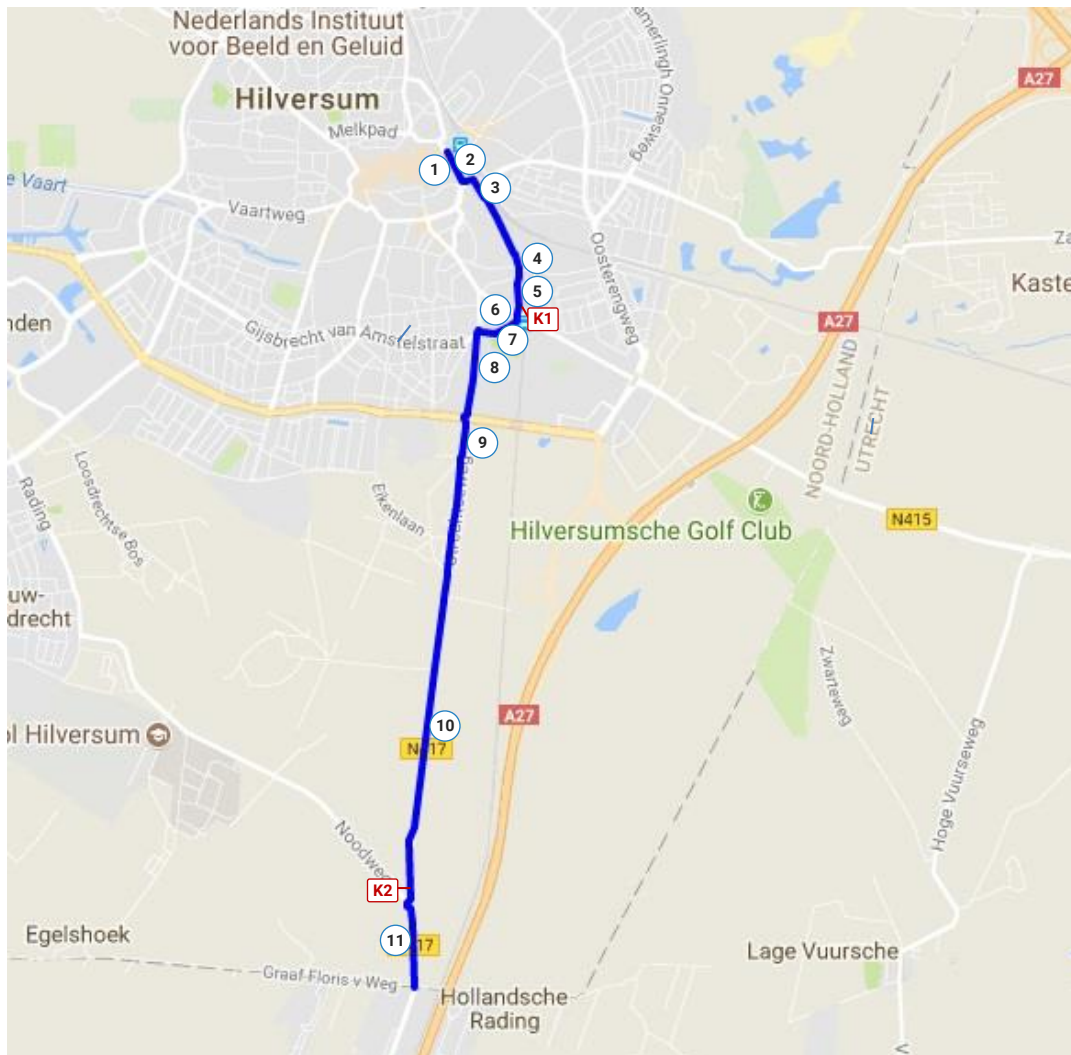 Nederlands Instituut
voor Beeld en Geluid
Hilversum
Melkpad
A27
1
2
3
Vaart
Vaartweg
4
5
K1
6
7
8
Oosterengweg
Kaste
A27
nden
Gijsbrecht van Amstelstraat
NOORD-HOLLAND
UTRECHT
9
Loosdrechtse Bos
Rading
Eikenlaan
Hilversumsche Golf Club
N415
uw-
drecht
Zwarteweg
A27
10
ol Hilversum
17
Hoge Vuurseweg
Noodweg
K2
11
17
Egelshoek
Lage Vuursche
Graaf Floris v Weg
Hollandsche
Rading